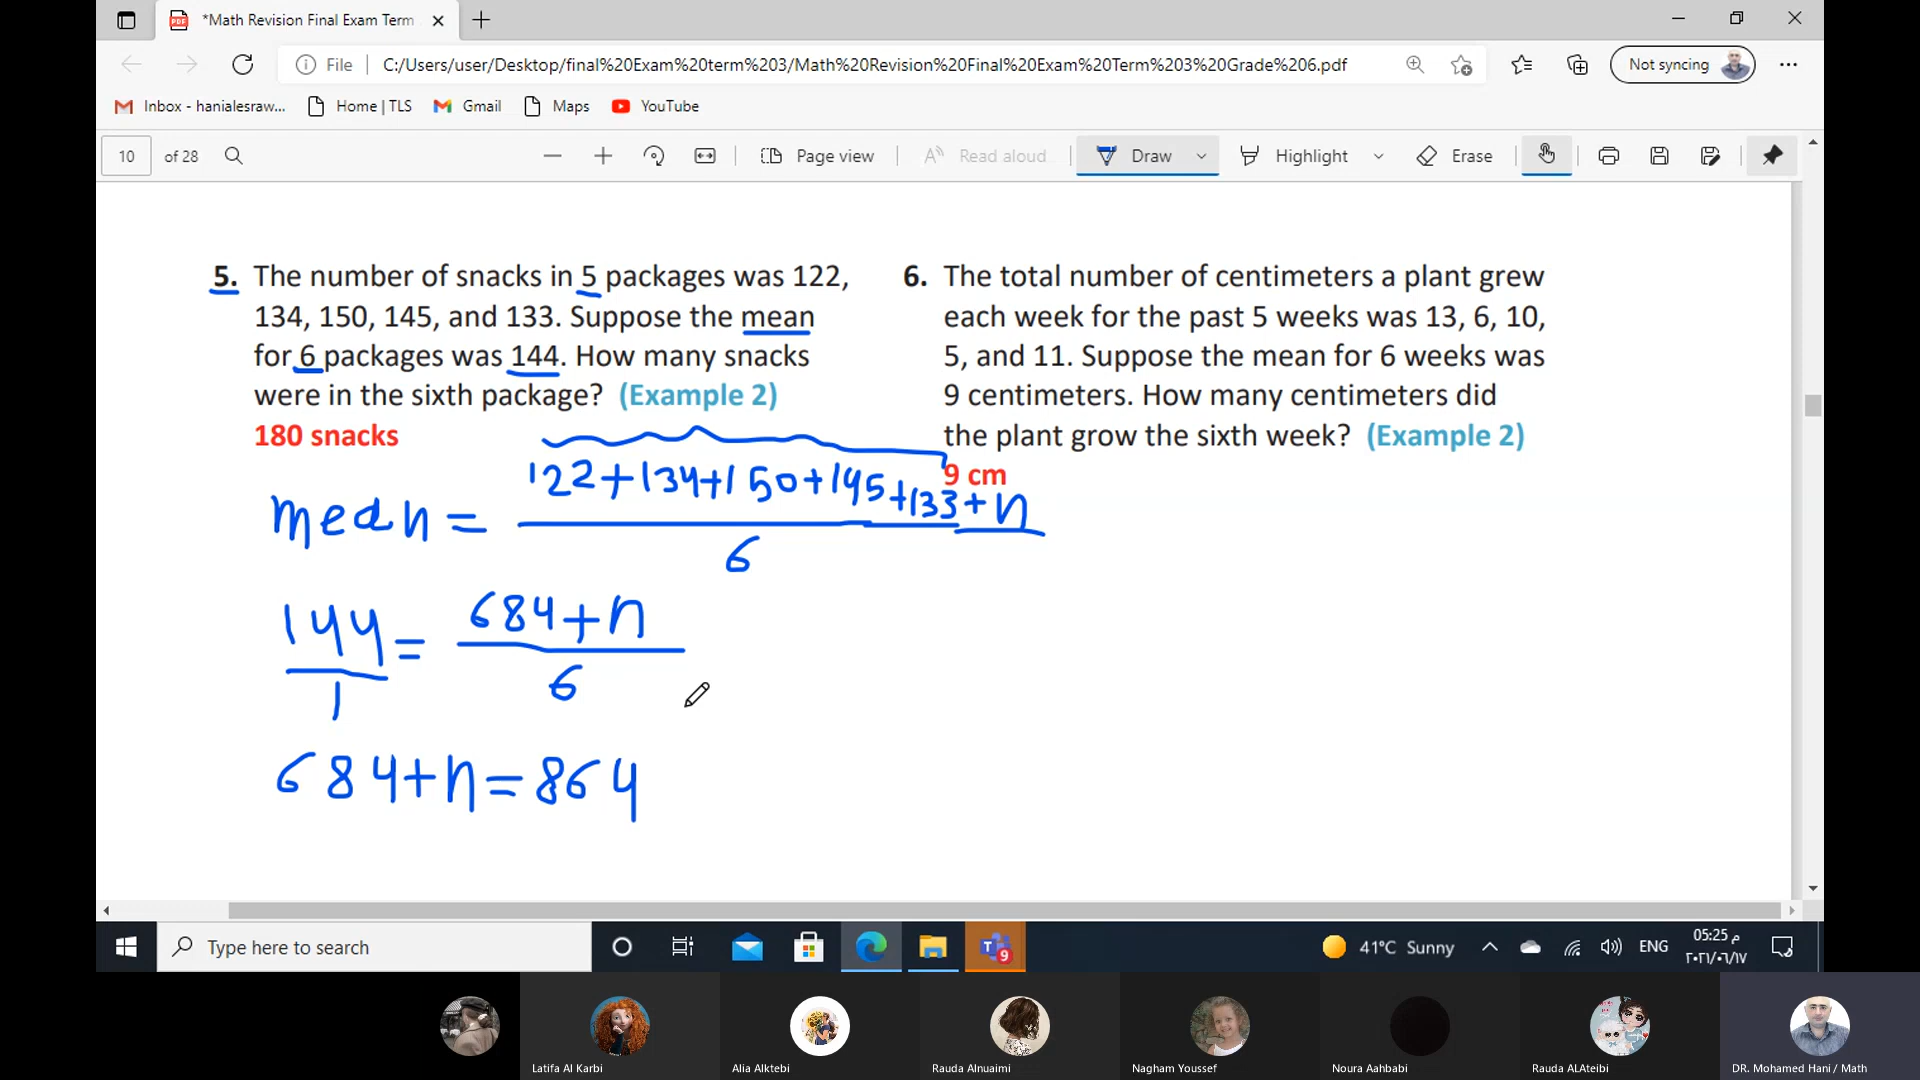 *Math Revision Final Exam Term
File C:/Users/user/Desktop/final%20Exam%20term%203/Math%20Revision%20Final%20Exam%20Term%203%20Grade%206.pdf Not syncing
Inbox - hanialesraw... Home | TLS Gmail Maps YouTube
10 of 28 Page view Read aloud Draw Highlight Erase
5. The number of snacks in 5 packages was 122,
134, 150, 145, and 133. Suppose the mean
for 6 packages was 144. How many snacks
were in the sixth package? (Example 2)
180 snacks
6. The total number of centimeters a plant grew
each week for the past 5 weeks was 13, 6, 10,
5, and 11. Suppose the mean for 6 weeks was
9 centimeters. How many centimeters did
the plant grow the sixth week? (Example 2)
9 cm
122+134+150+145+133+n
mean =
6
144 = 684+n
1 6
684+n=864
Type here to search
T 9
41°C Sunny ENG
05:25 م
٢٠٢١/٠٦/١٧
Latifa Al Karbi Alia Alktebi Rauda Alnuaimi Nagham Youssef Noura Aahbabi Rauda ALAteibi DR. Mohamed Hani / Math